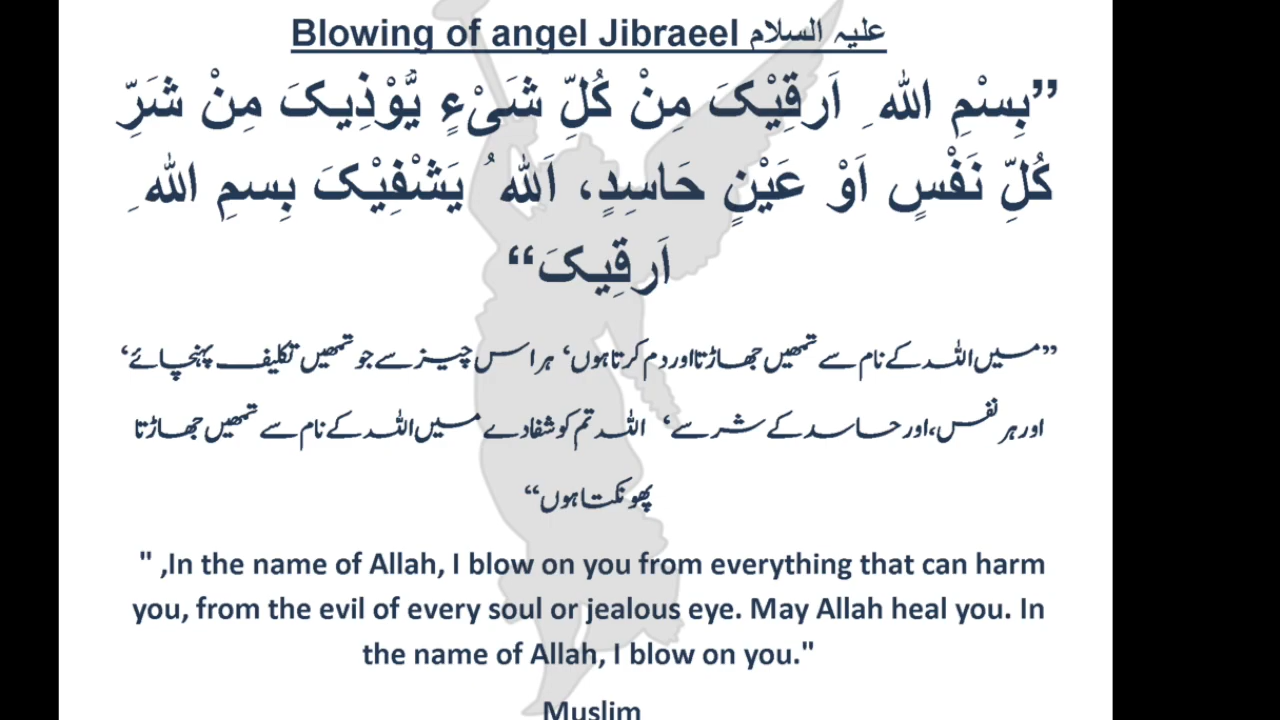 Blowing of angel Jibraeel علیہ السلام
”بِسْمِ اللہِ اَرقِیْکَ مِنْ کُلِّ شَیْءٍ یُّوْذِیکَ مِنْ شَرِّ
کُلِّ نَفْسٍ اَوْ عَیْنٍ حَاسِدٍ، اَللہُ یَشْفِیْکَ بِسمِ اللہِ
اَرقِیکَ“
”میں اللہ کے نام سے تمھیں جھاڑتا اور دم کرتا ہوں‘ ہر اس چیز سے جو تمھیں تکلیف پہنچائے‘
اور ہر نفس، اور حاسد کے شر سے‘ اللہ تم کو شفا دے میں اللہ کے نام سے تمھیں جھاڑتا
پھونکتا ہوں“
" ,In the name of Allah, I blow on you from everything that can harm
you, from the evil of every soul or jealous eye. May Allah heal you. In
the name of Allah, I blow on you."
Muslim